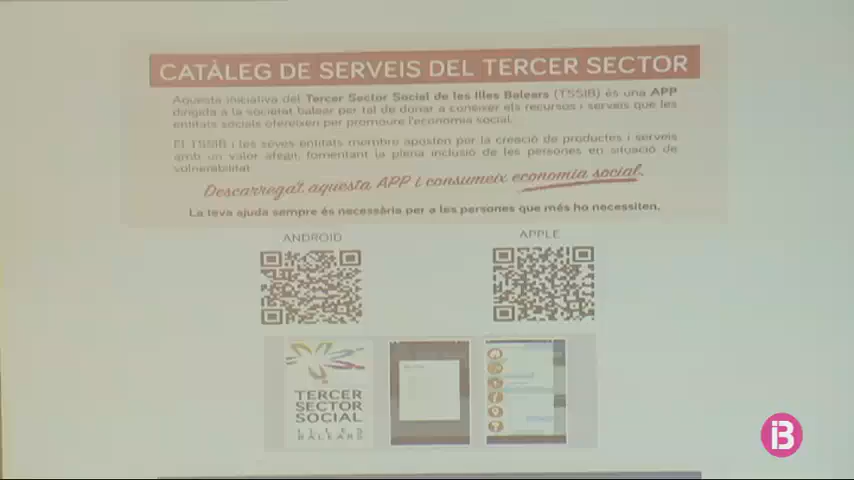 CATÀLEG DE SERVEIS DEL TERCER SECTOR
Aquesta iniciativa del Tercer Sector Social de les Illes Balears (TSSIB) és una APP
dirigida a la societat balear per tal de donar a conèixer els recursos i serveis que les
entitats socials ofereixen per promoure l'economia social.
El TSSIB i les seves entitats membre aposten per la creació de productes i serveis
amb un valor afegit, fomentant la plena inclusió de les persones en situació de
vulnerabilitat.
Descarrega't aquesta APP i consumeix economia social.
La teva ajuda sempre és necessària per a les persones que més ho necessiten.
ANDROID
APPLE
TERCER
SECTOR
SOCIAL
ILLES
BALEARS
iB